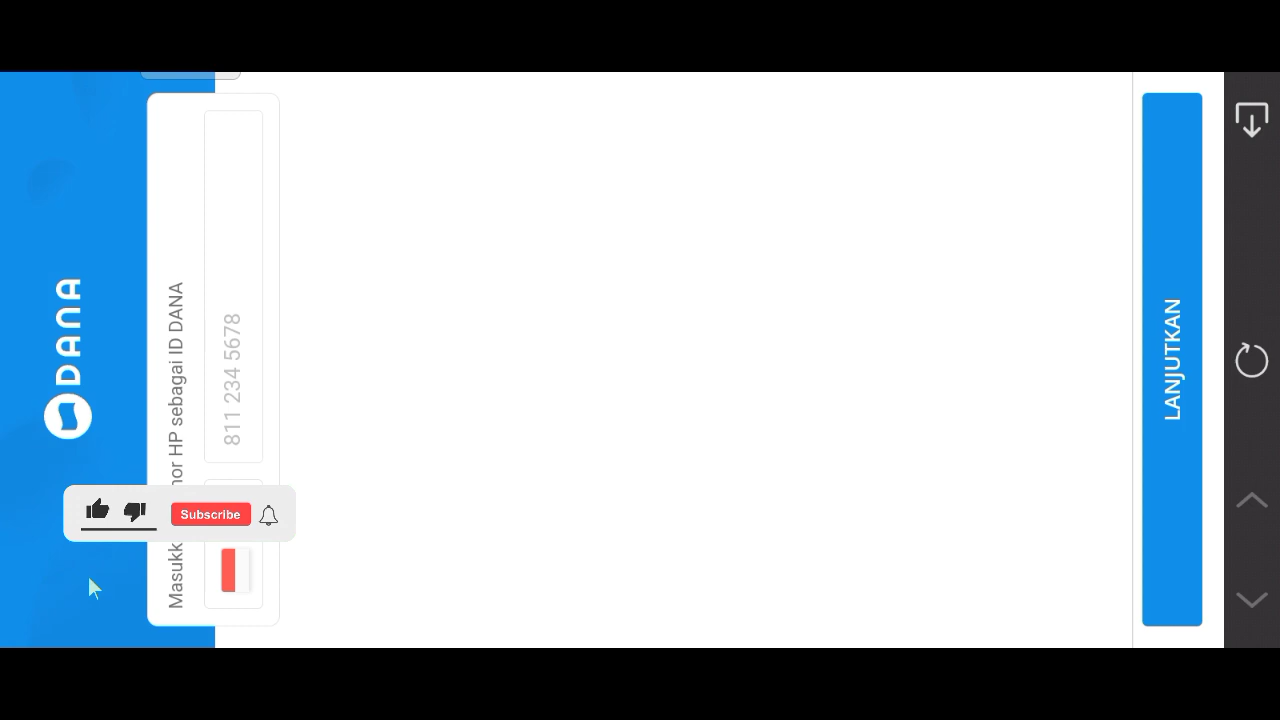 DANA
Masukk nor HP sebagai ID DANA
811 234 5678
LANJUTKAN
Subscribe